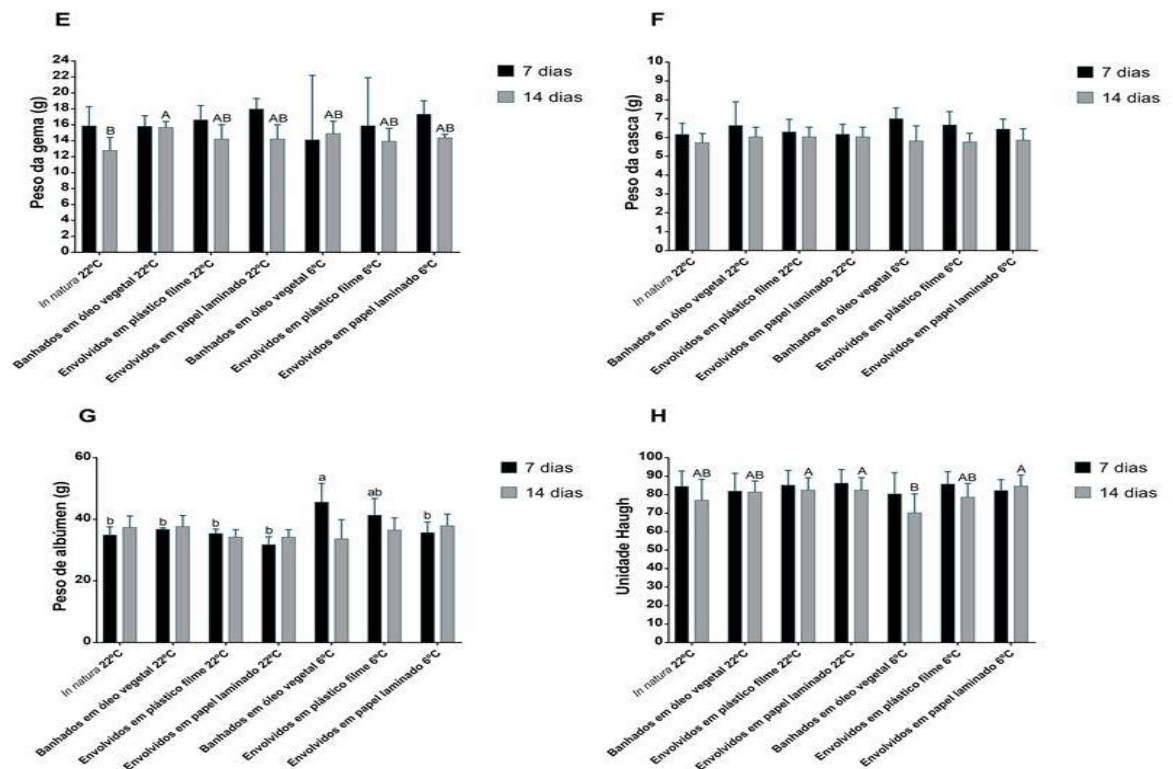 E
Peso da gema (g)
24
22
20
18
16
14
12
10
8
6
4
2
0
B
A
AB
AB
AB
AB
AB
7 dias
14 dias
In natura 22ºC
Banhados em óleo vegetal 22ºC
Envolvidos em plástico filme 22ºC
Envolvidos em papel laminado 22ºC
Banhados em óleo vegetal 6ºC
Envolvidos em plástico filme 6ºC
Envolvidos em papel laminado 6ºC
F
Peso da casca (g)
10
9
8
7
6
5
4
3
2
1
0
7 dias
14 dias
In natura 22ºC
Banhados em óleo vegetal 22ºC
Envolvidos em plástico filme 22ºC
Envolvidos em papel laminado 22ºC
Banhados em óleo vegetal 6ºC
Envolvidos em plástico filme 6ºC
Envolvidos em papel laminado 6ºC
G
Peso de albúmen (g)
60
40
20
0
b
b
b
b
a
ab
b
7 dias
14 dias
In natura 22ºC
Banhados em óleo vegetal 22ºC
Envolvidos em plástico filme 22ºC
Envolvidos em papel laminado 22ºC
Banhados em óleo vegetal 6ºC
Envolvidos em plástico filme 6ºC
Envolvidos em papel laminado 6ºC
H
Unidade Haugh
100
90
80
70
60
50
40
30
20
10
0
AB
AB
A
A
B
AB
A
7 dias
14 dias
In natura 22ºC
Banhados em óleo vegetal 22ºC
Envolvidos em plástico filme 22ºC
Envolvidos em papel laminado 22ºC
Banhados em óleo vegetal 6ºC
Envolvidos em plástico filme 6ºC
Envolvidos em papel laminado 6ºC